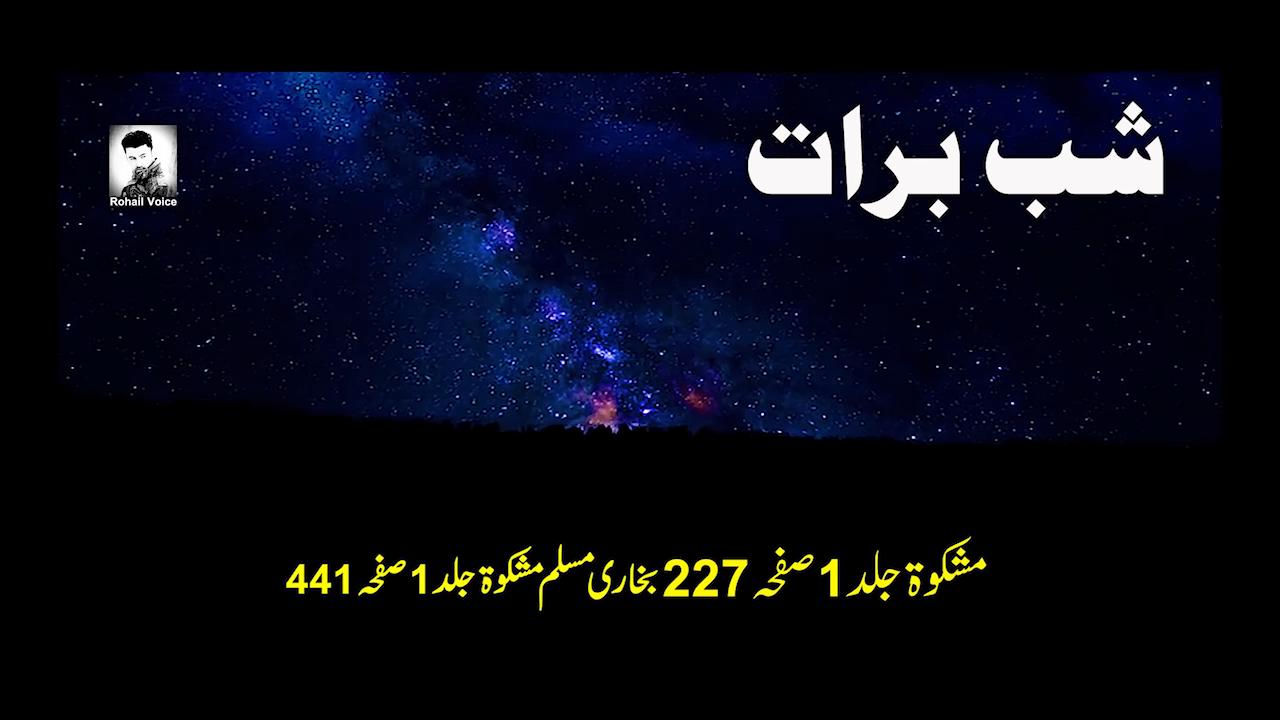 شب برات
Rohail Voice
مشکوۃ جلد 1 صفحہ 227 بخاری مسلم مشکوۃ جلد 1 صفحہ 441